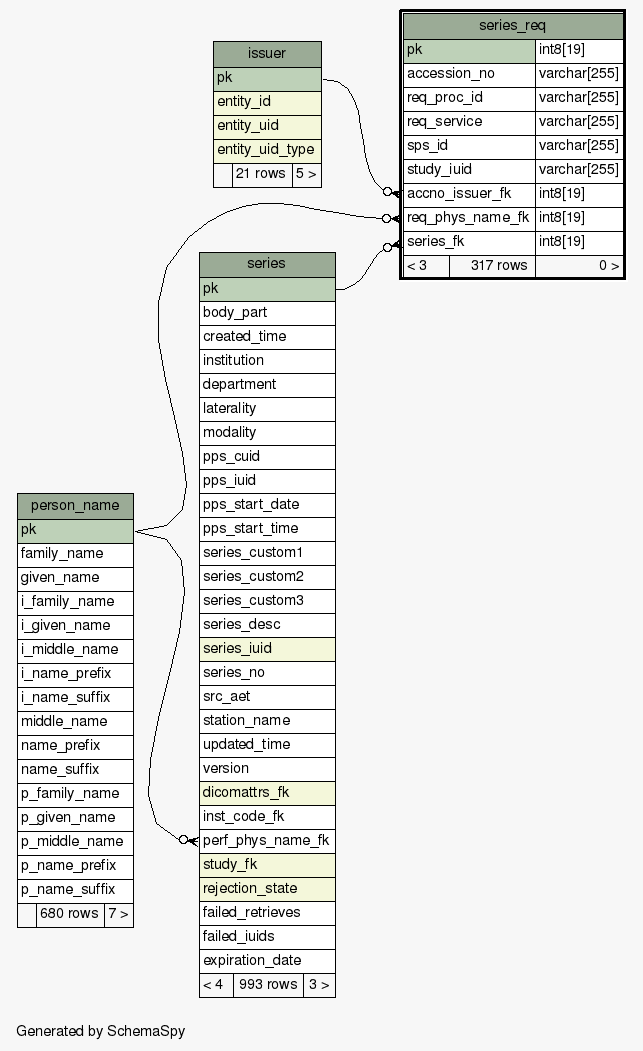 series_req
pk int8[19]
accession_no varchar[255]
req_proc_id varchar[255]
req_service varchar[255]
sps_id varchar[255]
study_iuid varchar[255]
accno_issuer_fk int8[19]
req_phys_name_fk int8[19]
series_fk int8[19]
< 3 317 rows 0 >
issuer
pk
entity_id
entity_uid
entity_uid_type
21 rows 5 >
series
pk
body_part
created_time
institution
department
laterality
modality
pps_cuid
pps_iuid
pps_start_date
pps_start_time
series_custom1
series_custom2
series_custom3
series_desc
series_iuid
series_no
src_aet
station_name
updated_time
version
dicomattrs_fk
inst_code_fk
perf_phys_name_fk
study_fk
rejection_state
failed_retrieves
failed_iuids
expiration_date
< 4 993 rows 3 >
person_name
pk
family_name
given_name
i_family_name
i_given_name
i_middle_name
i_name_prefix
i_name_suffix
middle_name
name_prefix
name_suffix
p_family_name
p_given_name
p_middle_name
p_name_prefix
p_name_suffix
680 rows 7 >
Generated by SchemaSpy